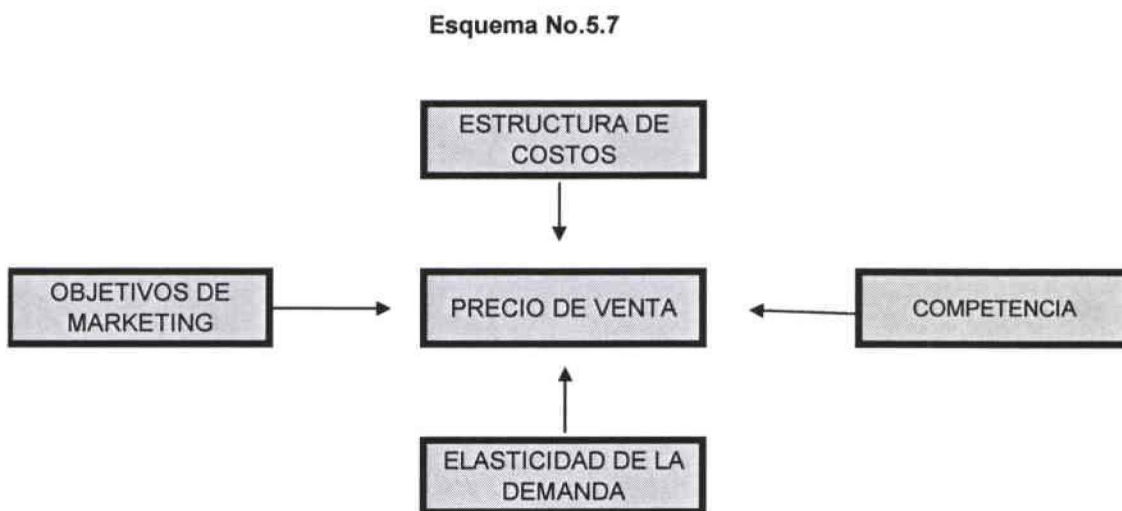 Esquema No.5.7
ESTRUCTURA DE
COSTOS
OBJETIVOS DE
MARKETING
PRECIO DE VENTA
COMPETENCIA
ELASTICIDAD DE LA
DEMANDA